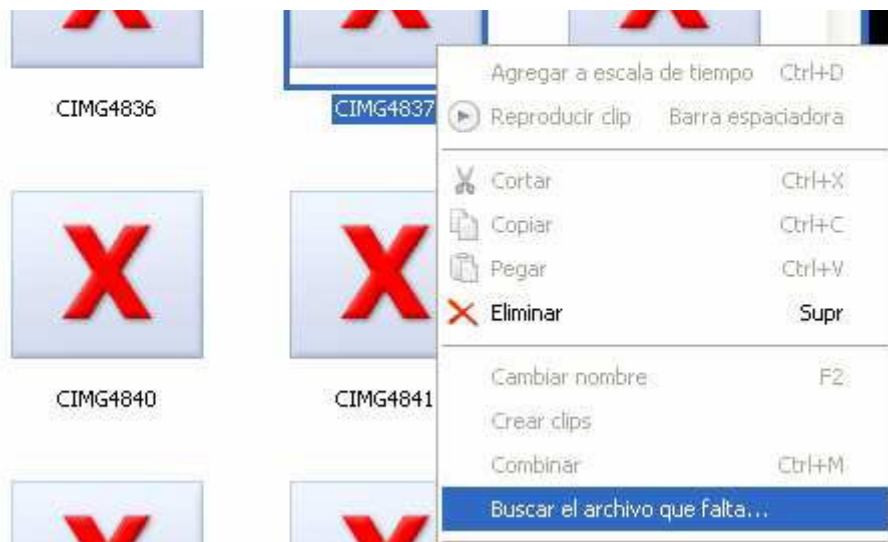 CIMG4836
CIMG4837
Agregar a escala de tiempo Ctrl+D
Reproducir clip Barra espaciadora
Cortar Ctrl+X
Copiar Ctrl+C
Pegar Ctrl+V
Eliminar Supr
CIMG4840
CIMG4841
Cambiar nombre F2
Crear clips
Combinar Ctrl+M
Buscar el archivo que falta...